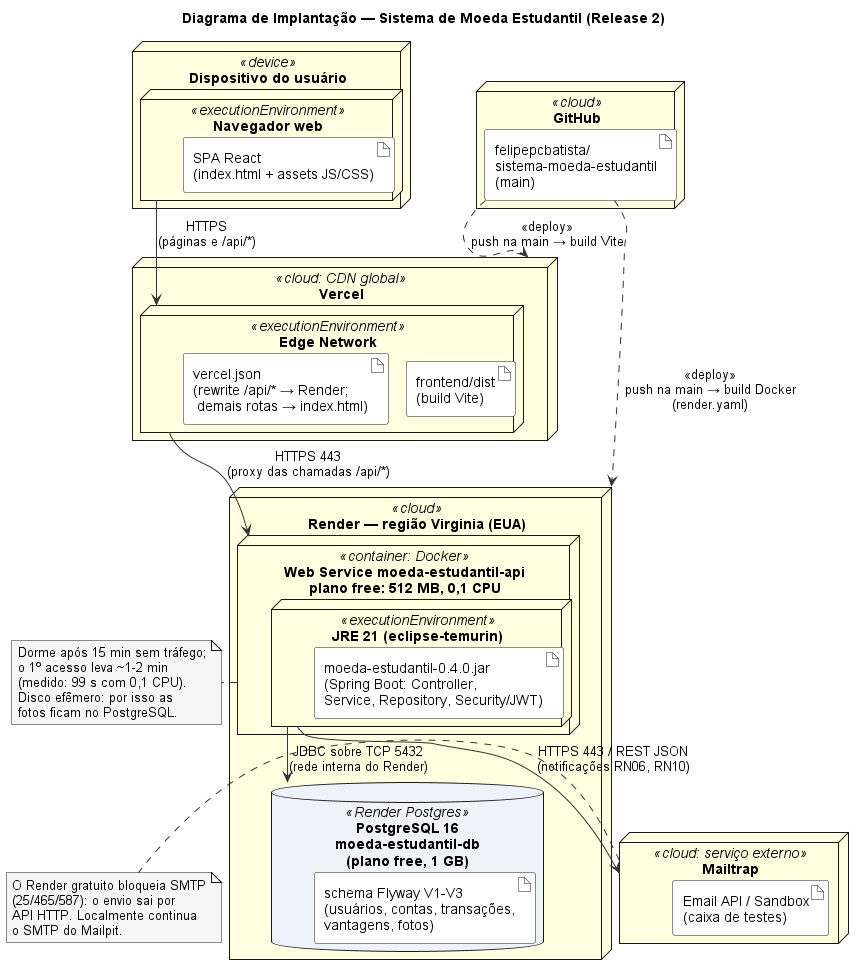 Diagrama de Implantação — Sistema de Moeda Estudantil (Release 2)
«device»
Dispositivo do usuário
«executionEnvironment»
Navegador web
SPA React
(index.html + assets JS/CSS)
«cloud»
GitHub
felipepcbatista/
sistema-moeda-estudantil
(main)
HTTPS
(páginas e /api/*)
«deploy»
push na main → build Vite
«cloud: CDN global»
Vercel
«executionEnvironment»
Edge Network
vercel.json
(rewrite /api/* → Render;
demais rotas → index.html)
frontend/dist
(build Vite)
«deploy»
push na main → build Docker
(render.yaml)
HTTPS 443
(proxy das chamadas /api/*)
«cloud»
Render — região Virginia (EUA)
«container: Docker»
Web Service moeda-estudantil-api
plano free: 512 MB, 0,1 CPU
«executionEnvironment»
JRE 21 (eclipse-temurin)
moeda-estudantil-0.4.0.jar
(Spring Boot: Controller,
Service, Repository, Security/JWT)
Dorme após 15 min sem tráfego;
o 1º acesso leva ~1-2 min
(medido: 99 s com 0,1 CPU).
Disco efêmero: por isso as
fotos ficam no PostgreSQL.
JDBC sobre TCP 5432
(rede interna do Render)
HTTPS 443 / REST JSON
(notificações RN06, RN10)
«Render Postgres»
PostgreSQL 16
moeda-estudantil-db
(plano free, 1 GB)
schema Flyway V1-V3
(usuários, contas, transações,
vantagens, fotos)
O Render gratuito bloqueia SMTP
(25/465/587): o envio sai por
API HTTP. Localmente continua
o SMTP do Mailpit.
«cloud: serviço externo»
Mailtrap
Email API / Sandbox
(caixa de testes)